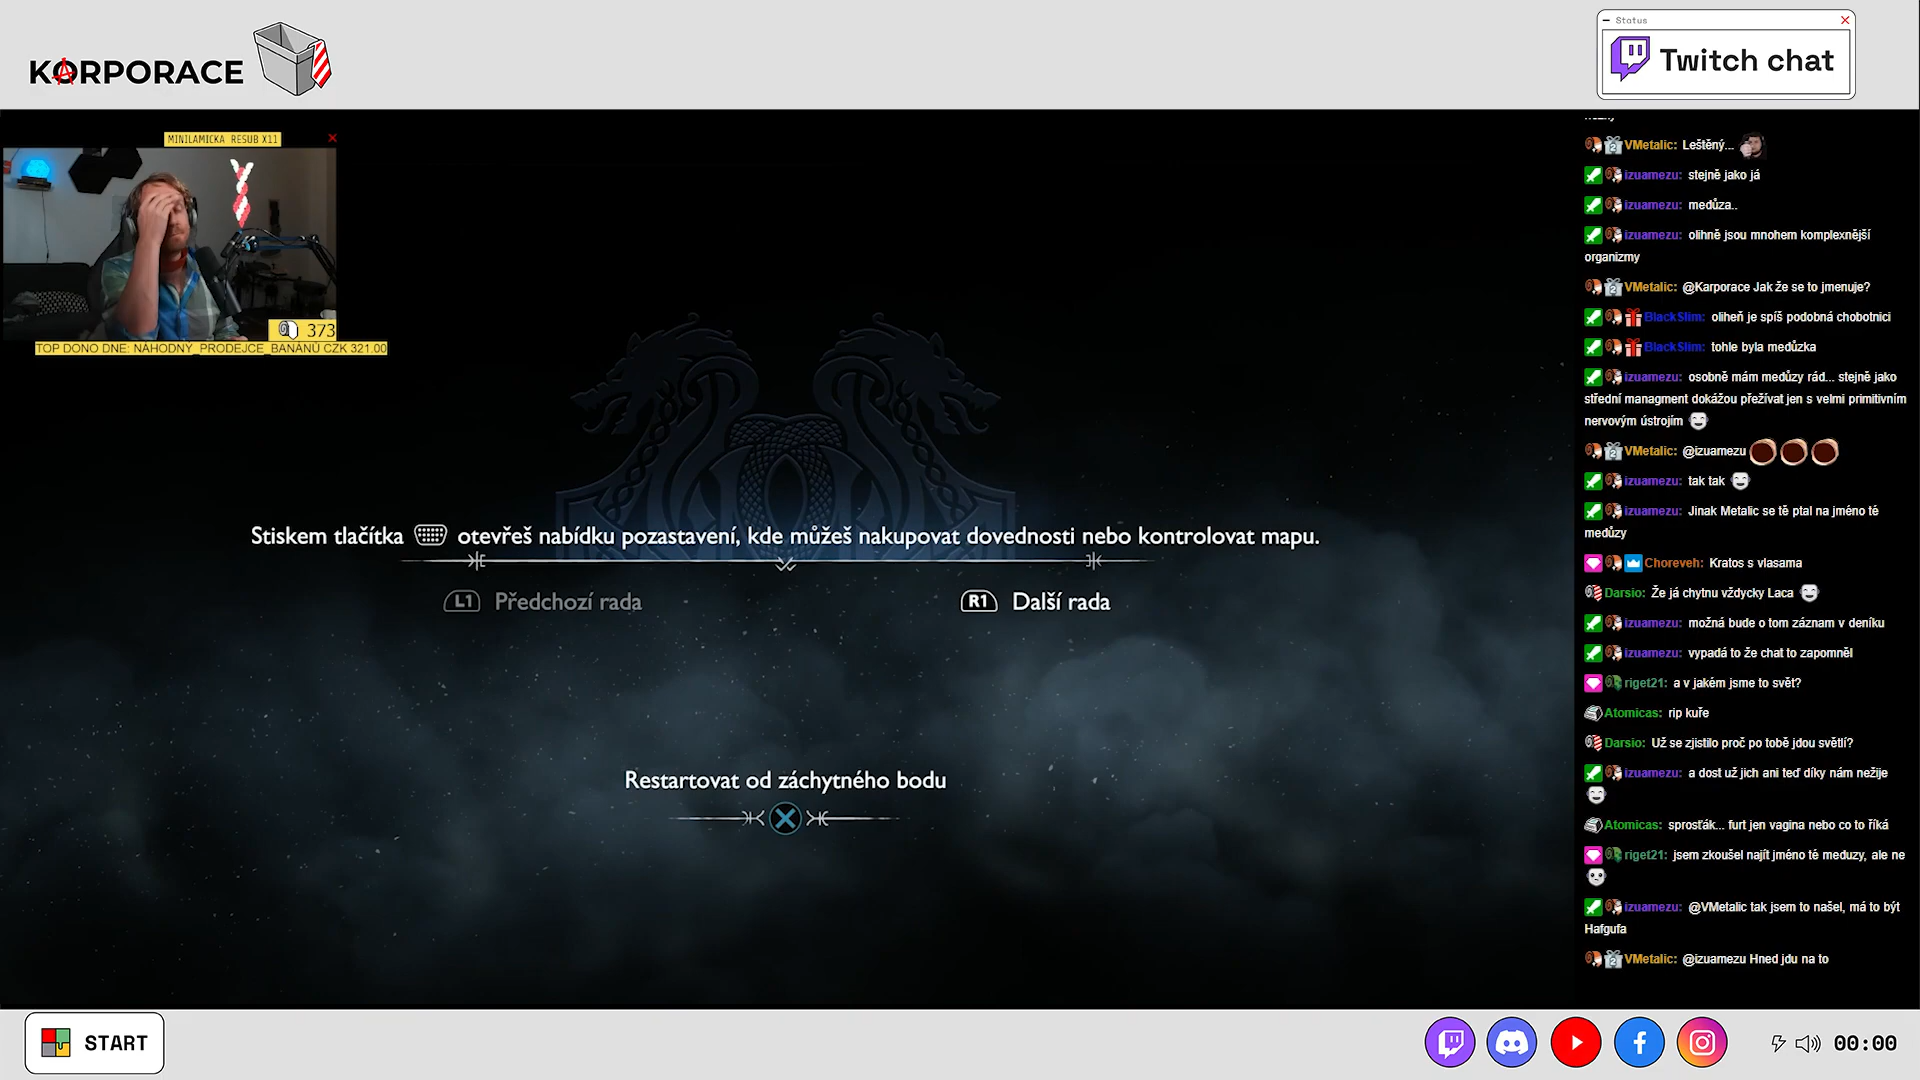 KORPORACE
Status
Twitch chat
MINILAMICKA RESUB X11
373
TOP DONO DNE: NÁHODNÝ_PRODEJCE_BANÁNŮ CZK 321.00
Stiskem tlačítka otevřeš nabídku pozastavení, kde můžeš nakupovat dovednosti nebo kontrolovat mapu.
L1 Předchozí rada
R1 Další rada
Restartovat od záchytného bodu
VMetalic: Leštěný...
izuamezu: stejně jako já
izuamezu: medůza..
izuamezu: olihně jsou mnohem komplexnější
organizmy
VMetalic: @Karporace Jak že se to jmenuje?
BlackSlim: oliheň je spíš podobná chobotnici
BlackSlim: tohle byla medůzka
izuamezu: osobně mám medůzy rád... stejně jako
střední managment dokážou přežívat jen s velmi primitivním
nervovým ústrojím
VMetalic: @izuamezu
izuamezu: tak tak
izuamezu: Jinak Metalic se tě ptal na jméno té
medůzy
Choreveh: Kratos s vlasama
Darsio: Že já chytnu vždycky Laca
izuamezu: možná bude o tom záznam v deníku
izuamezu: vypadá to že chat to zapomněl
riget21: a v jakém jsme to svět?
Atomicas: rip kuře
Darsio: Už se zjistilo proč po tobě jdou světlí?
izuamezu: a dost už jich ani teď díky nám nežije
Atomicas: sprosťák... furt jen vagina nebo co to říká
riget21: jsem zkoušel najít jméno té meduzy, ale ne
izuamezu: @VMetalic tak jsem to našel, má to být
Hafgufa
VMetalic: @izuamezu Hned jdu na to
START
00:00